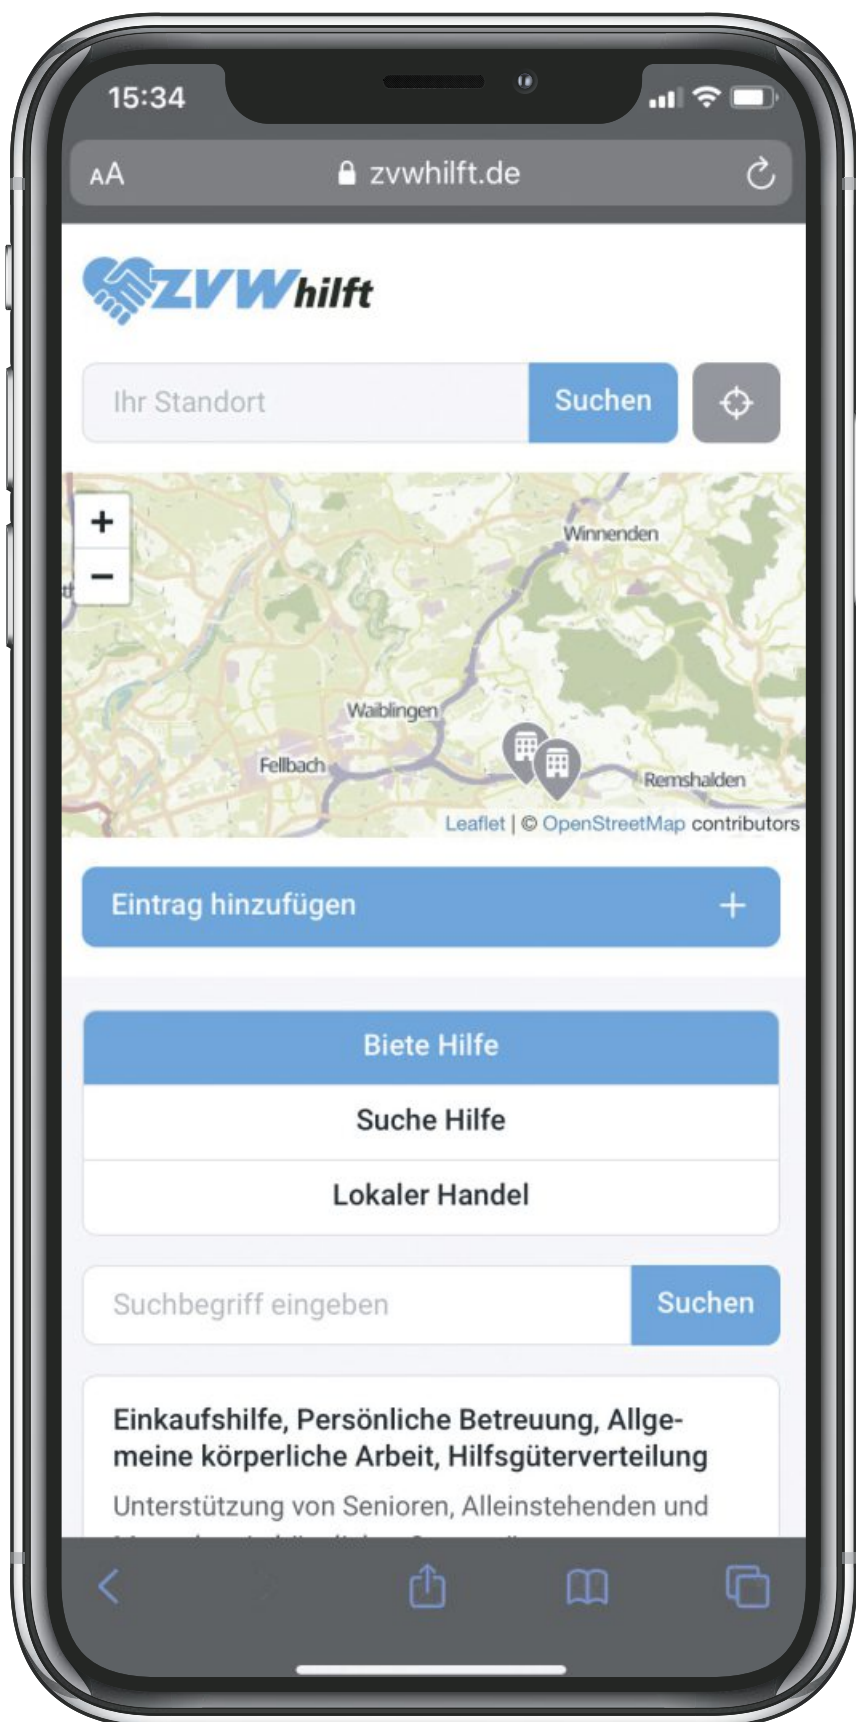 15:34
AA zvwhilft.de
ZVW hilft
Ihr Standort Suchen
+
Winnenden
−
Waiblingen
Fellbach
Remshalden
Leaflet | © OpenStreetMap contributors
Eintrag hinzufügen +
Biete Hilfe
Suche Hilfe
Lokaler Handel
Suchbegriff eingeben Suchen
Einkaufshilfe, Persönliche Betreuung, Allge-
meine körperliche Arbeit, Hilfsgüterverteilung
Unterstützung von Senioren, Alleinstehenden und